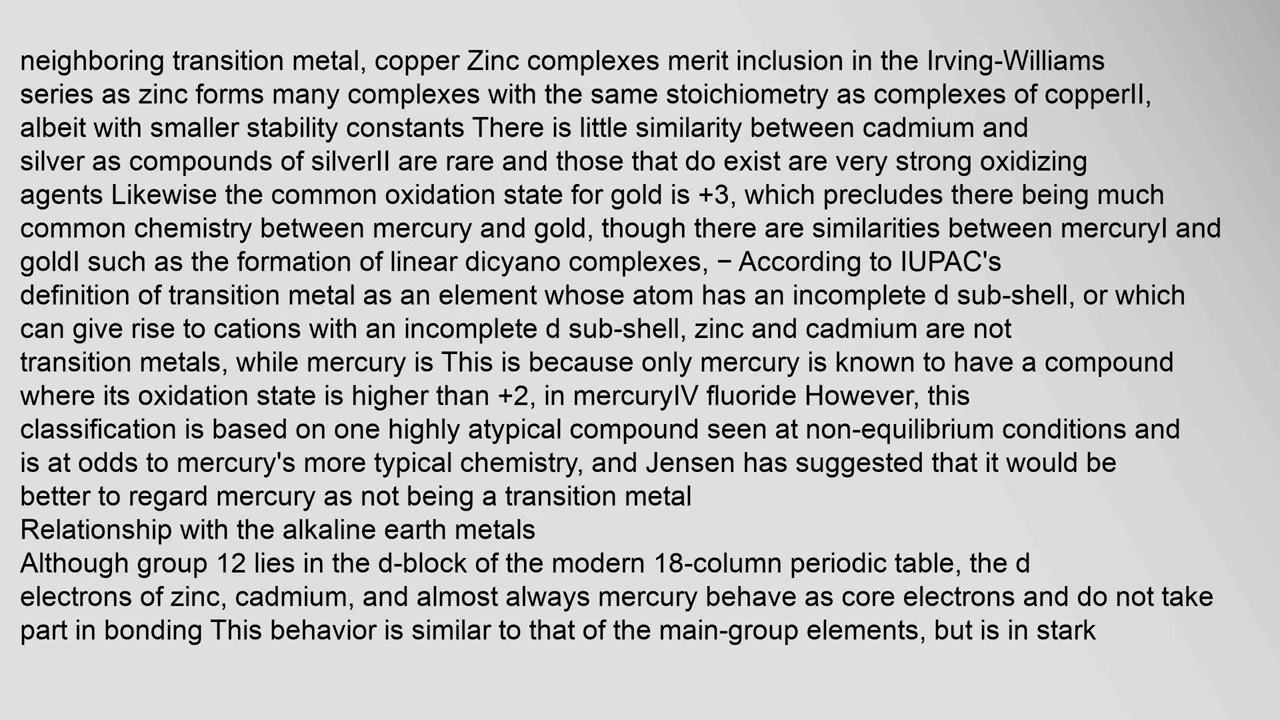 neighboring transition metal, copper Zinc complexes merit inclusion in the Irving-Williams
series as zinc forms many complexes with the same stoichiometry as complexes of copperII,
albeit with smaller stability constants There is little similarity between cadmium and
silver as compounds of silverII are rare and those that do exist are very strong oxidizing
agents Likewise the common oxidation state for gold is +3, which precludes there being much
common chemistry between mercury and gold, though there are similarities between mercuryI and
goldI such as the formation of linear dicyano complexes, − According to IUPAC's
definition of transition metal as an element whose atom has an incomplete d sub-shell, or which
can give rise to cations with an incomplete d sub-shell, zinc and cadmium are not
transition metals, while mercury is This is because only mercury is known to have a compound
where its oxidation state is higher than +2, in mercuryIV fluoride However, this
classification is based on one highly atypical compound seen at non-equilibrium conditions and
is at odds to mercury's more typical chemistry, and Jensen has suggested that it would be
better to regard mercury as not being a transition metal
Relationship with the alkaline earth metals
Although group 12 lies in the d-block of the modern 18-column periodic table, the d
electrons of zinc, cadmium, and almost always mercury behave as core electrons and do not take
part in bonding This behavior is similar to that of the main-group elements, but is in stark